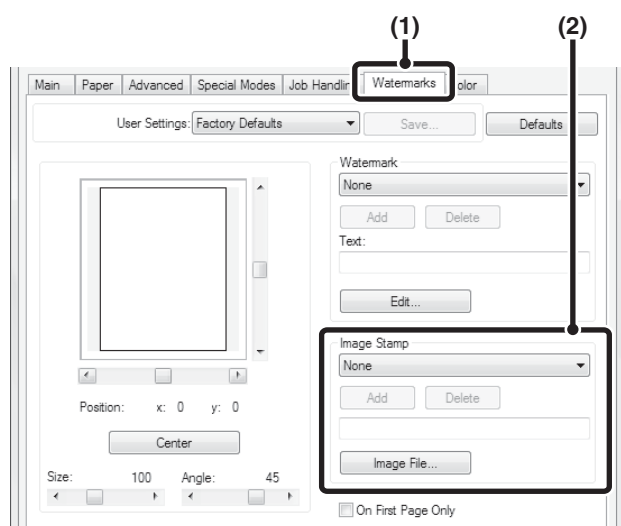 (1) (2)
Main Paper Advanced Special Modes Job Handlin Watermarks olor
User Settings: Factory Defaults Save... Defaults
Watermark
None
Add Delete
Text:
Edit...
Image Stamp
None
Add Delete
Image File...
On First Page Only
Position: x: 0 y: 0
Center
Size: 100 Angle: 45